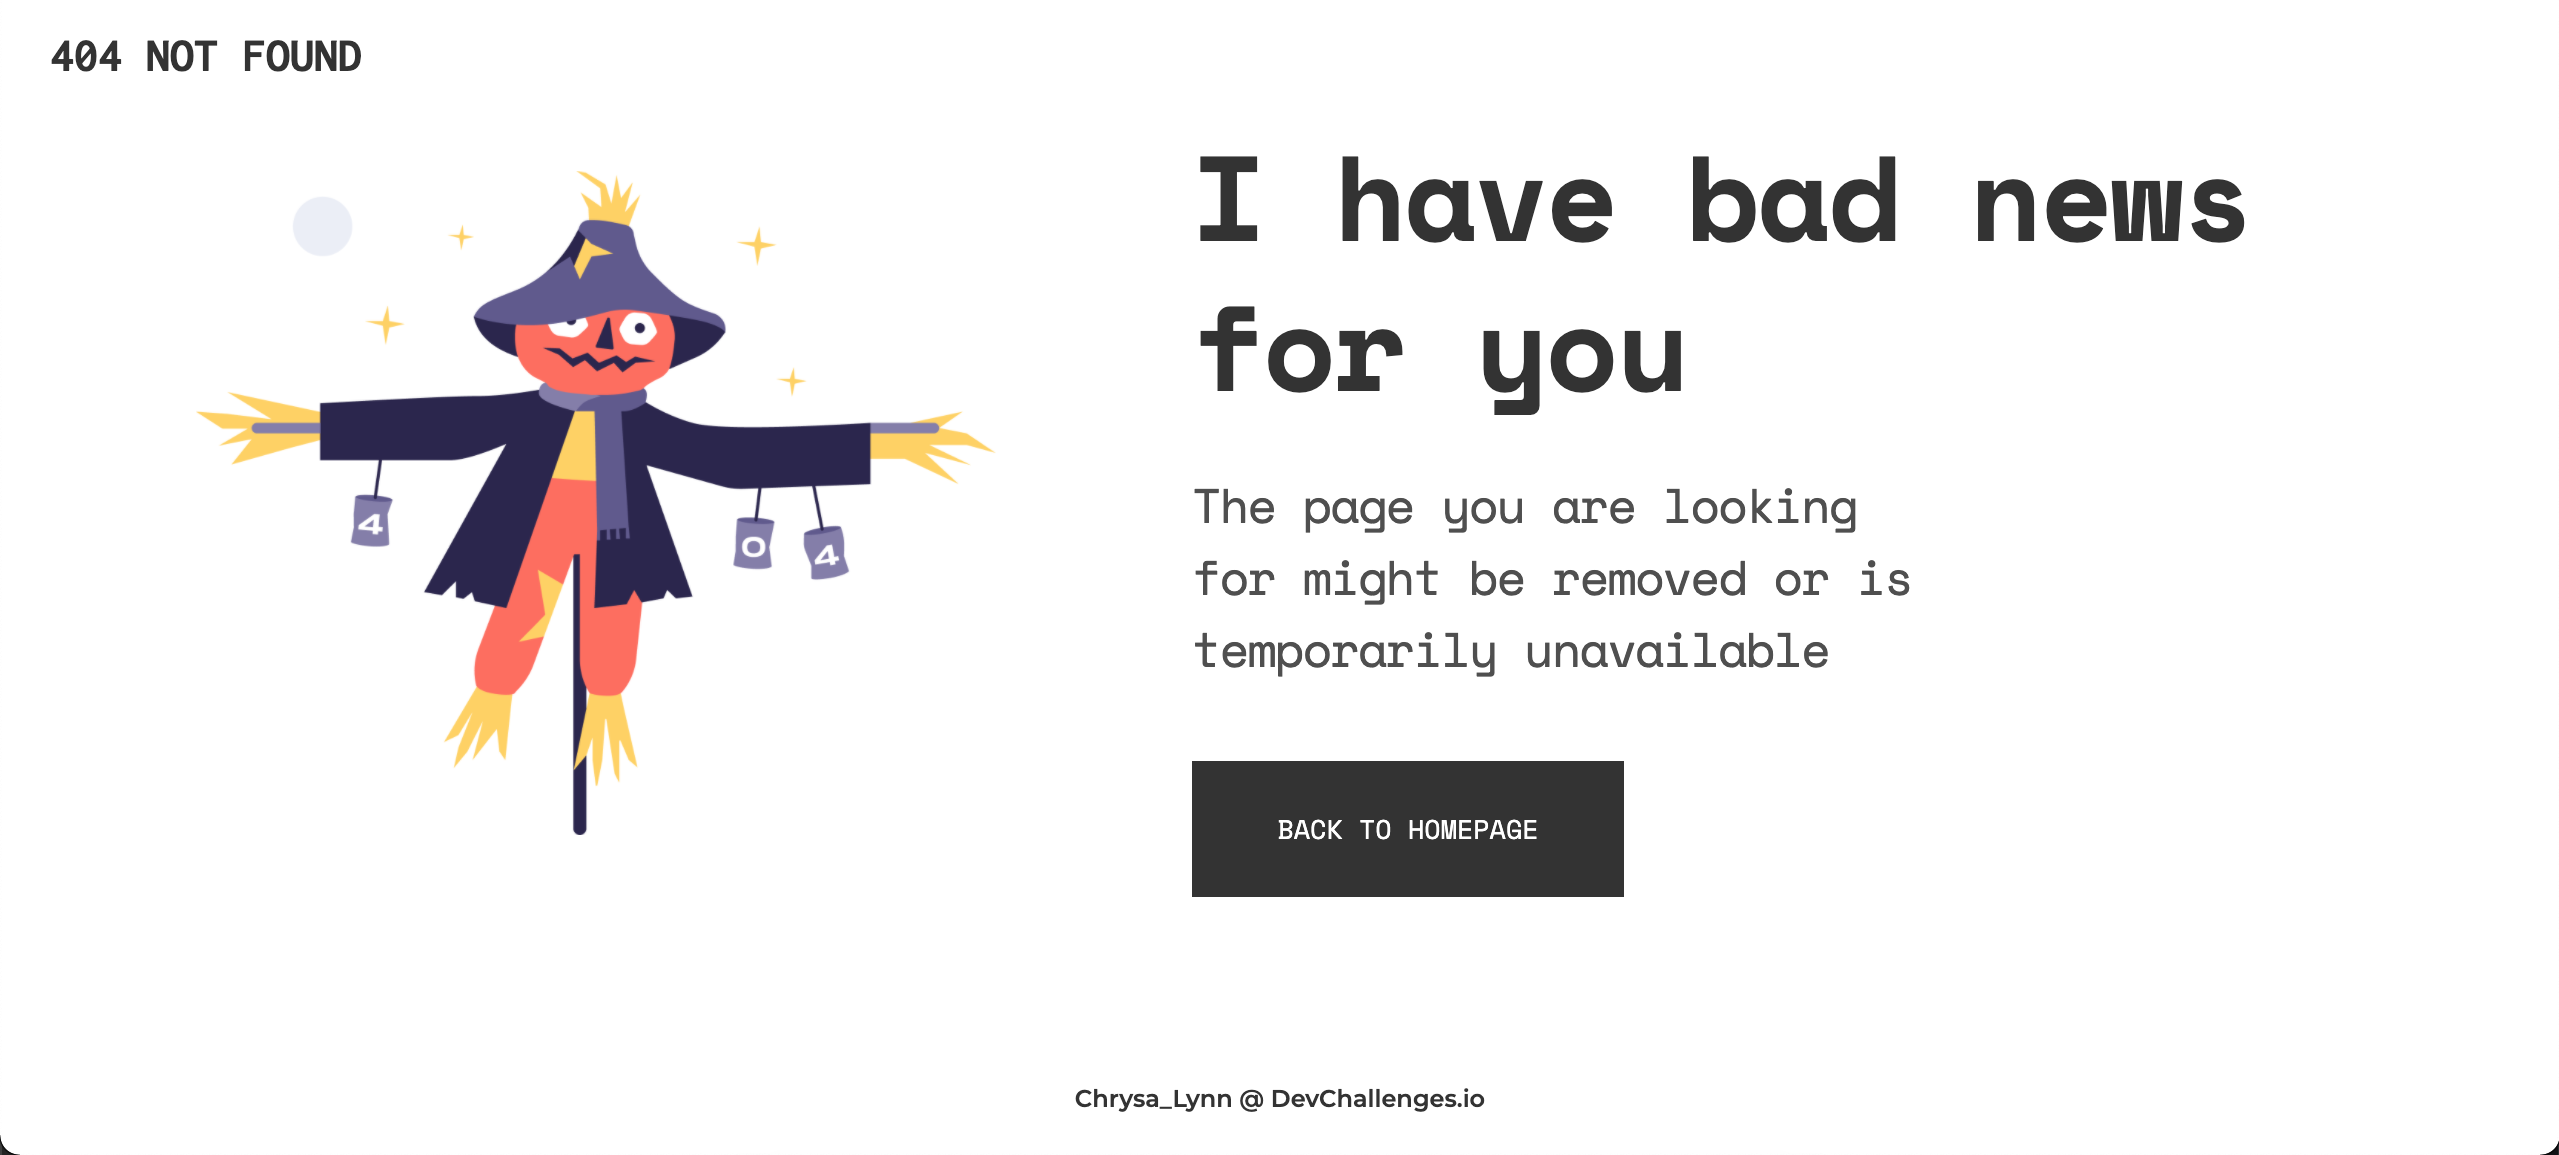 404 NOT FOUND
I have bad news
for you
4
0
4
The page you are looking
for might be removed or is
temporarily unavailable
BACK TO HOMEPAGE
Chrysa_Lynn @ DevChallenges.io